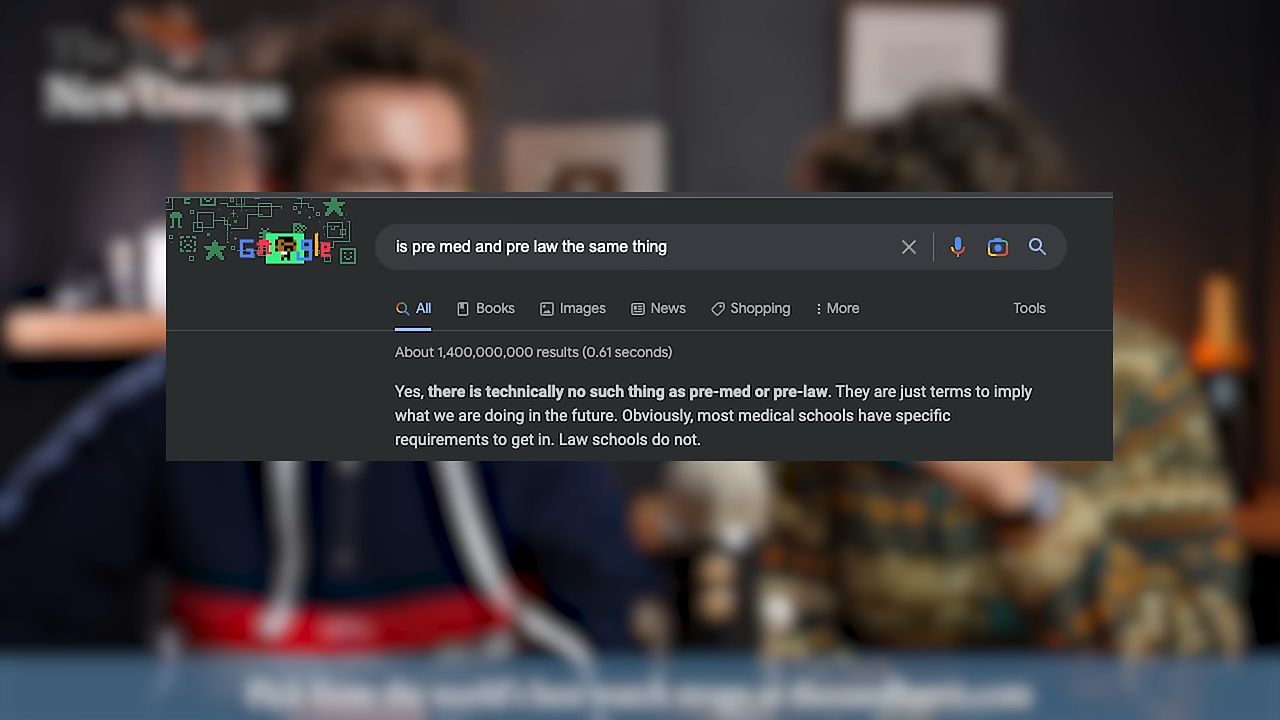 Google
is pre med and pre law the same thing
All Books Images News Shopping More Tools
About 1,400,000,000 results (0.61 seconds)
Yes, there is technically no such thing as pre-med or pre-law. They are just terms to imply
what we are doing in the future. Obviously, most medical schools have specific
requirements to get in. Law schools do not.